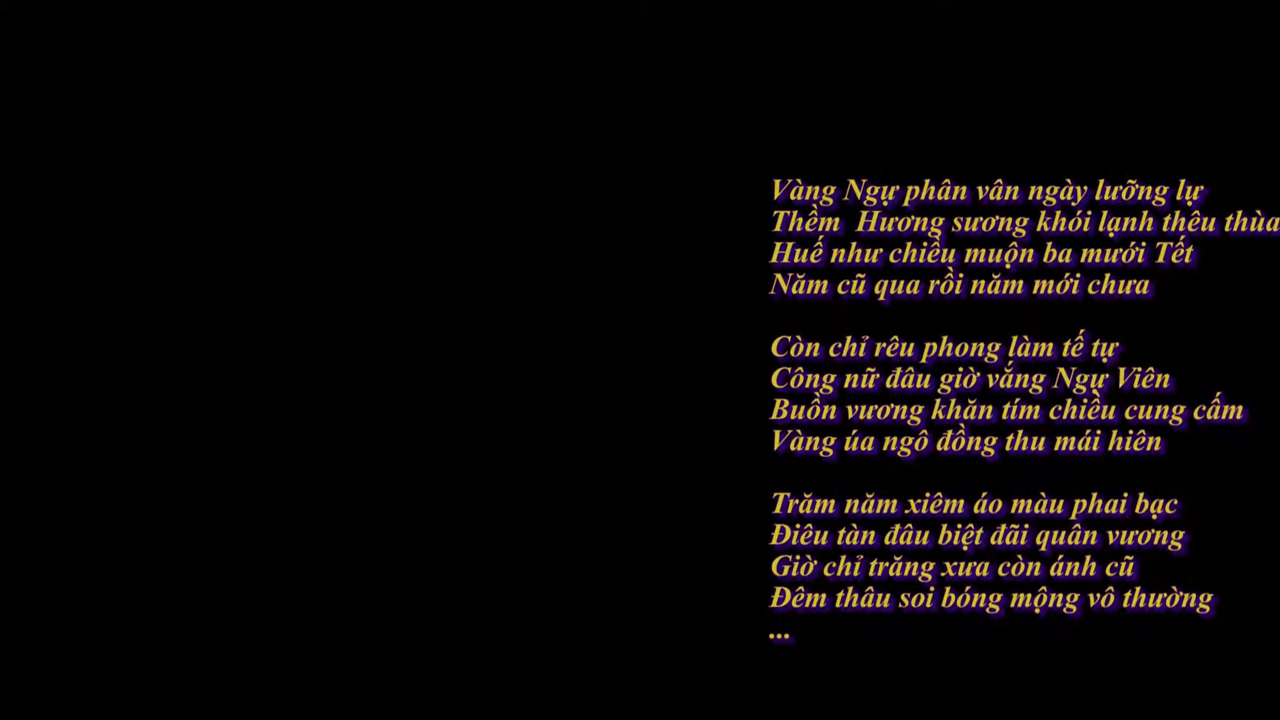 Vàng Ngự phân vân ngày lưỡng lự
Thềm  Hương sương khói lạnh thêu thùa
Huế như chiều muộn ba mươi Tết
Năm cũ qua rồi năm mới chưa

Còn chỉ rêu phong làm tế tự
Công nữ đâu giờ vắng Ngự Viên
Buồn vương khăn tím chiều cung cấm
Vàng úa ngô đồng thu mái hiên

Trăm năm xiêm áo màu phai bạc
Điêu tàn đâu biệt đãi quân vương
Giờ chỉ trăng xưa còn ánh cũ
Đêm thâu soi bóng mộng vô thường
...